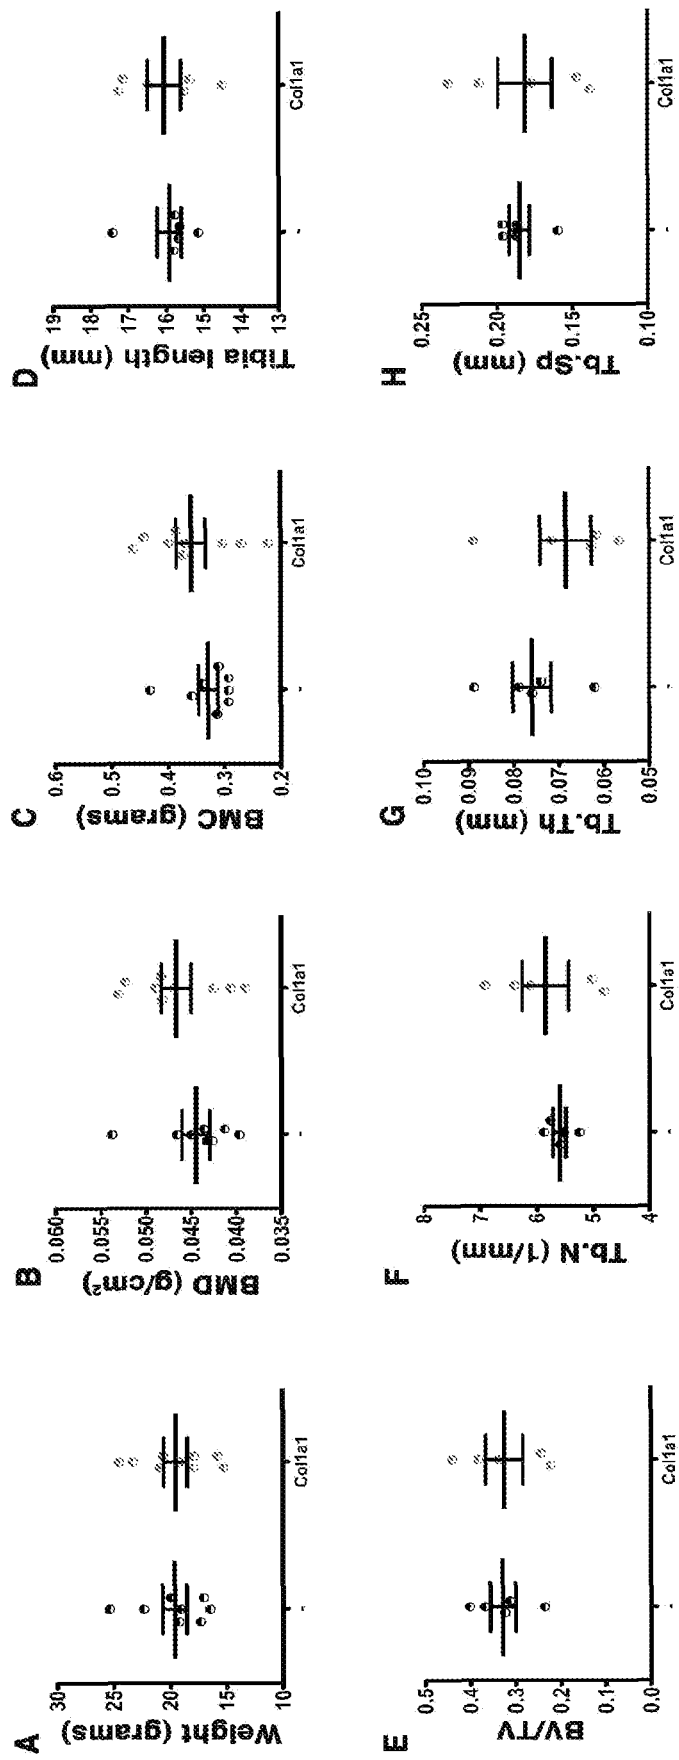 A
Weight (grams)
30
20
10
-
Col1a1
B
BMD (g/cm²)
0.060
0.055
0.050
0.045
0.040
0.035
-
Col1a1
C
BMC (grams)
0.6
0.5
0.4
0.3
0.2
-
Col1a1
D
Tibia length (mm)
19
18
17
16
15
14
13
-
Col1a1
E
BV/TV
0.5
0.4
0.3
0.2
0.1
0.0
-
Col1a1
F
Tb.N (1/mm)
8
7
6
5
4
-
Col1a1
G
Tb.Th (mm)
0.10
0.09
0.08
0.07
0.06
0.05
-
Col1a1
H
Tb.Sp (mm)
0.25
0.20
0.15
0.10
-
Col1a1